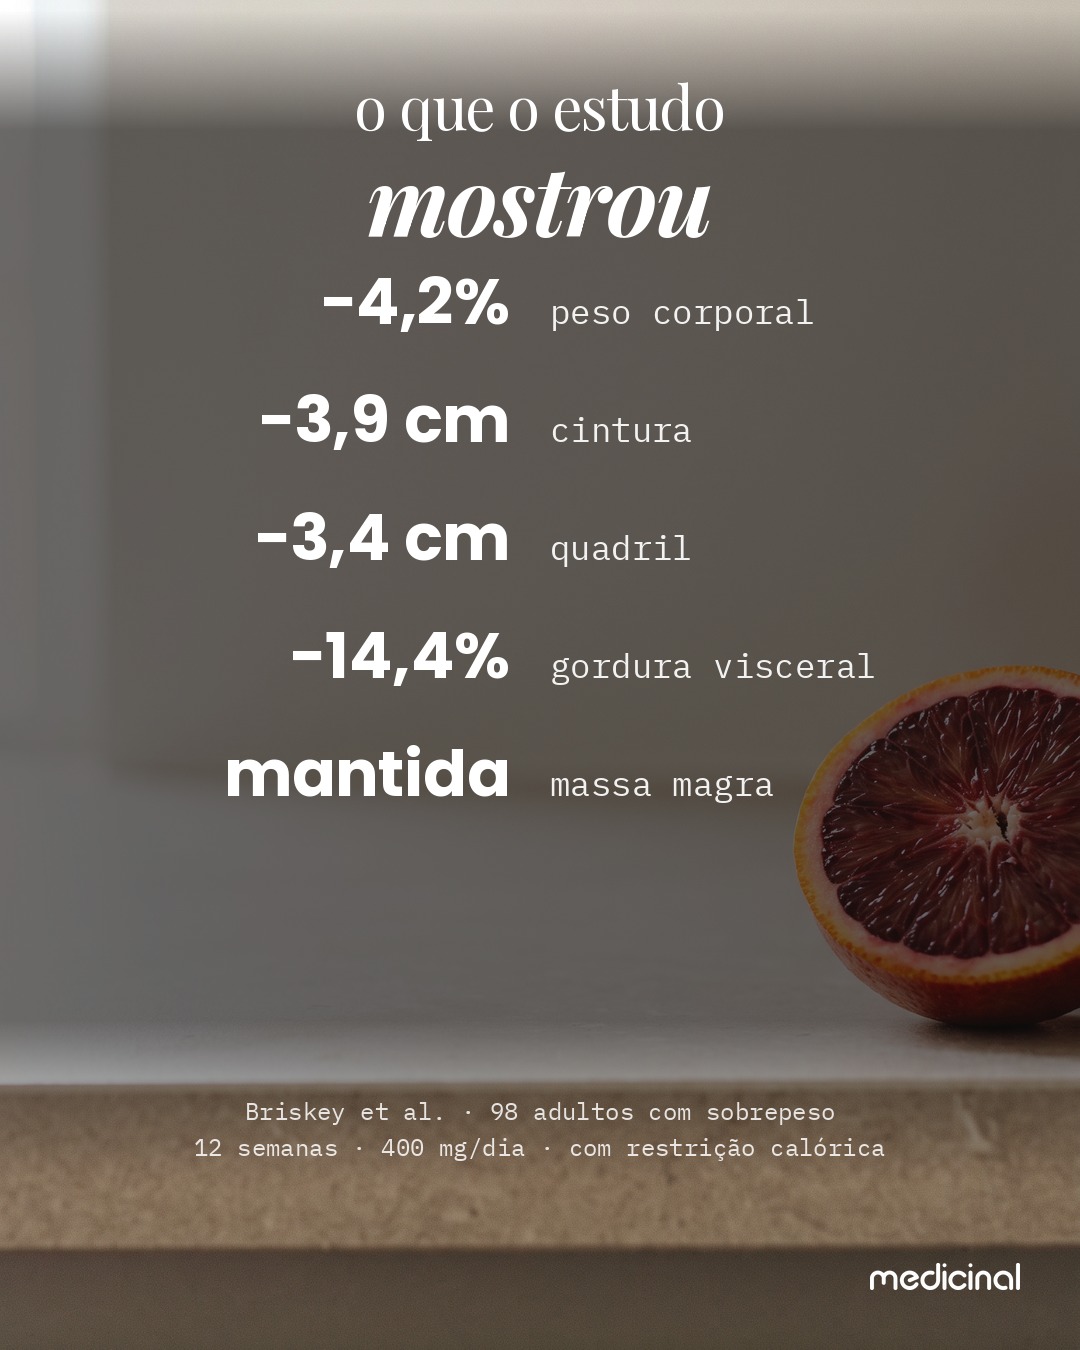 o que o estudo
mostrou
-4,2% peso corporal
-3,9 cm cintura
-3,4 cm quadril
-14,4% gordura visceral
mantida massa magra
Briskey et al. · 98 adultos com sobrepeso
12 semanas · 400 mg/dia · com restrição calórica
medicinal